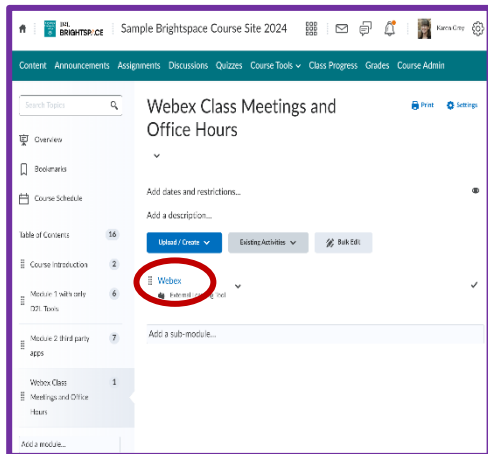 D2L
BRIGHTSPACE
Sample Brightspace Course Site 2024
Karen Gray
Content Announcements Assignments Discussions Quizzes Course Tools Class Progress Grades Course Admin
Search Topics
Overview
Bookmarks
Course Schedule
Table of Contents 16
Course Introduction 2
Module 1 with only 6
D2L Tools
Module 2 third party 7
apps
Webex Class 1
Meetings and Office
Hours
Add a module...
Webex Class Meetings and
Office Hours
Print Settings
Add dates and restrictions...
Add a description...
Upload / Create Existing Activities Bulk Edit
Webex
External Learning Tool
Add a sub-module...